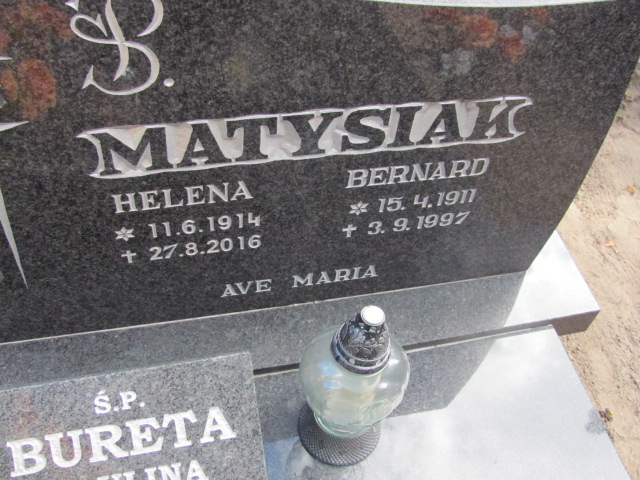 Ś.P.
MATYSIAK
HELENA
* 11.6.1914
✝ 27.8.2016
BERNARD
* 15.4.1911
✝ 3.9.1997
AVE MARIA
Ś.P.
BURETA